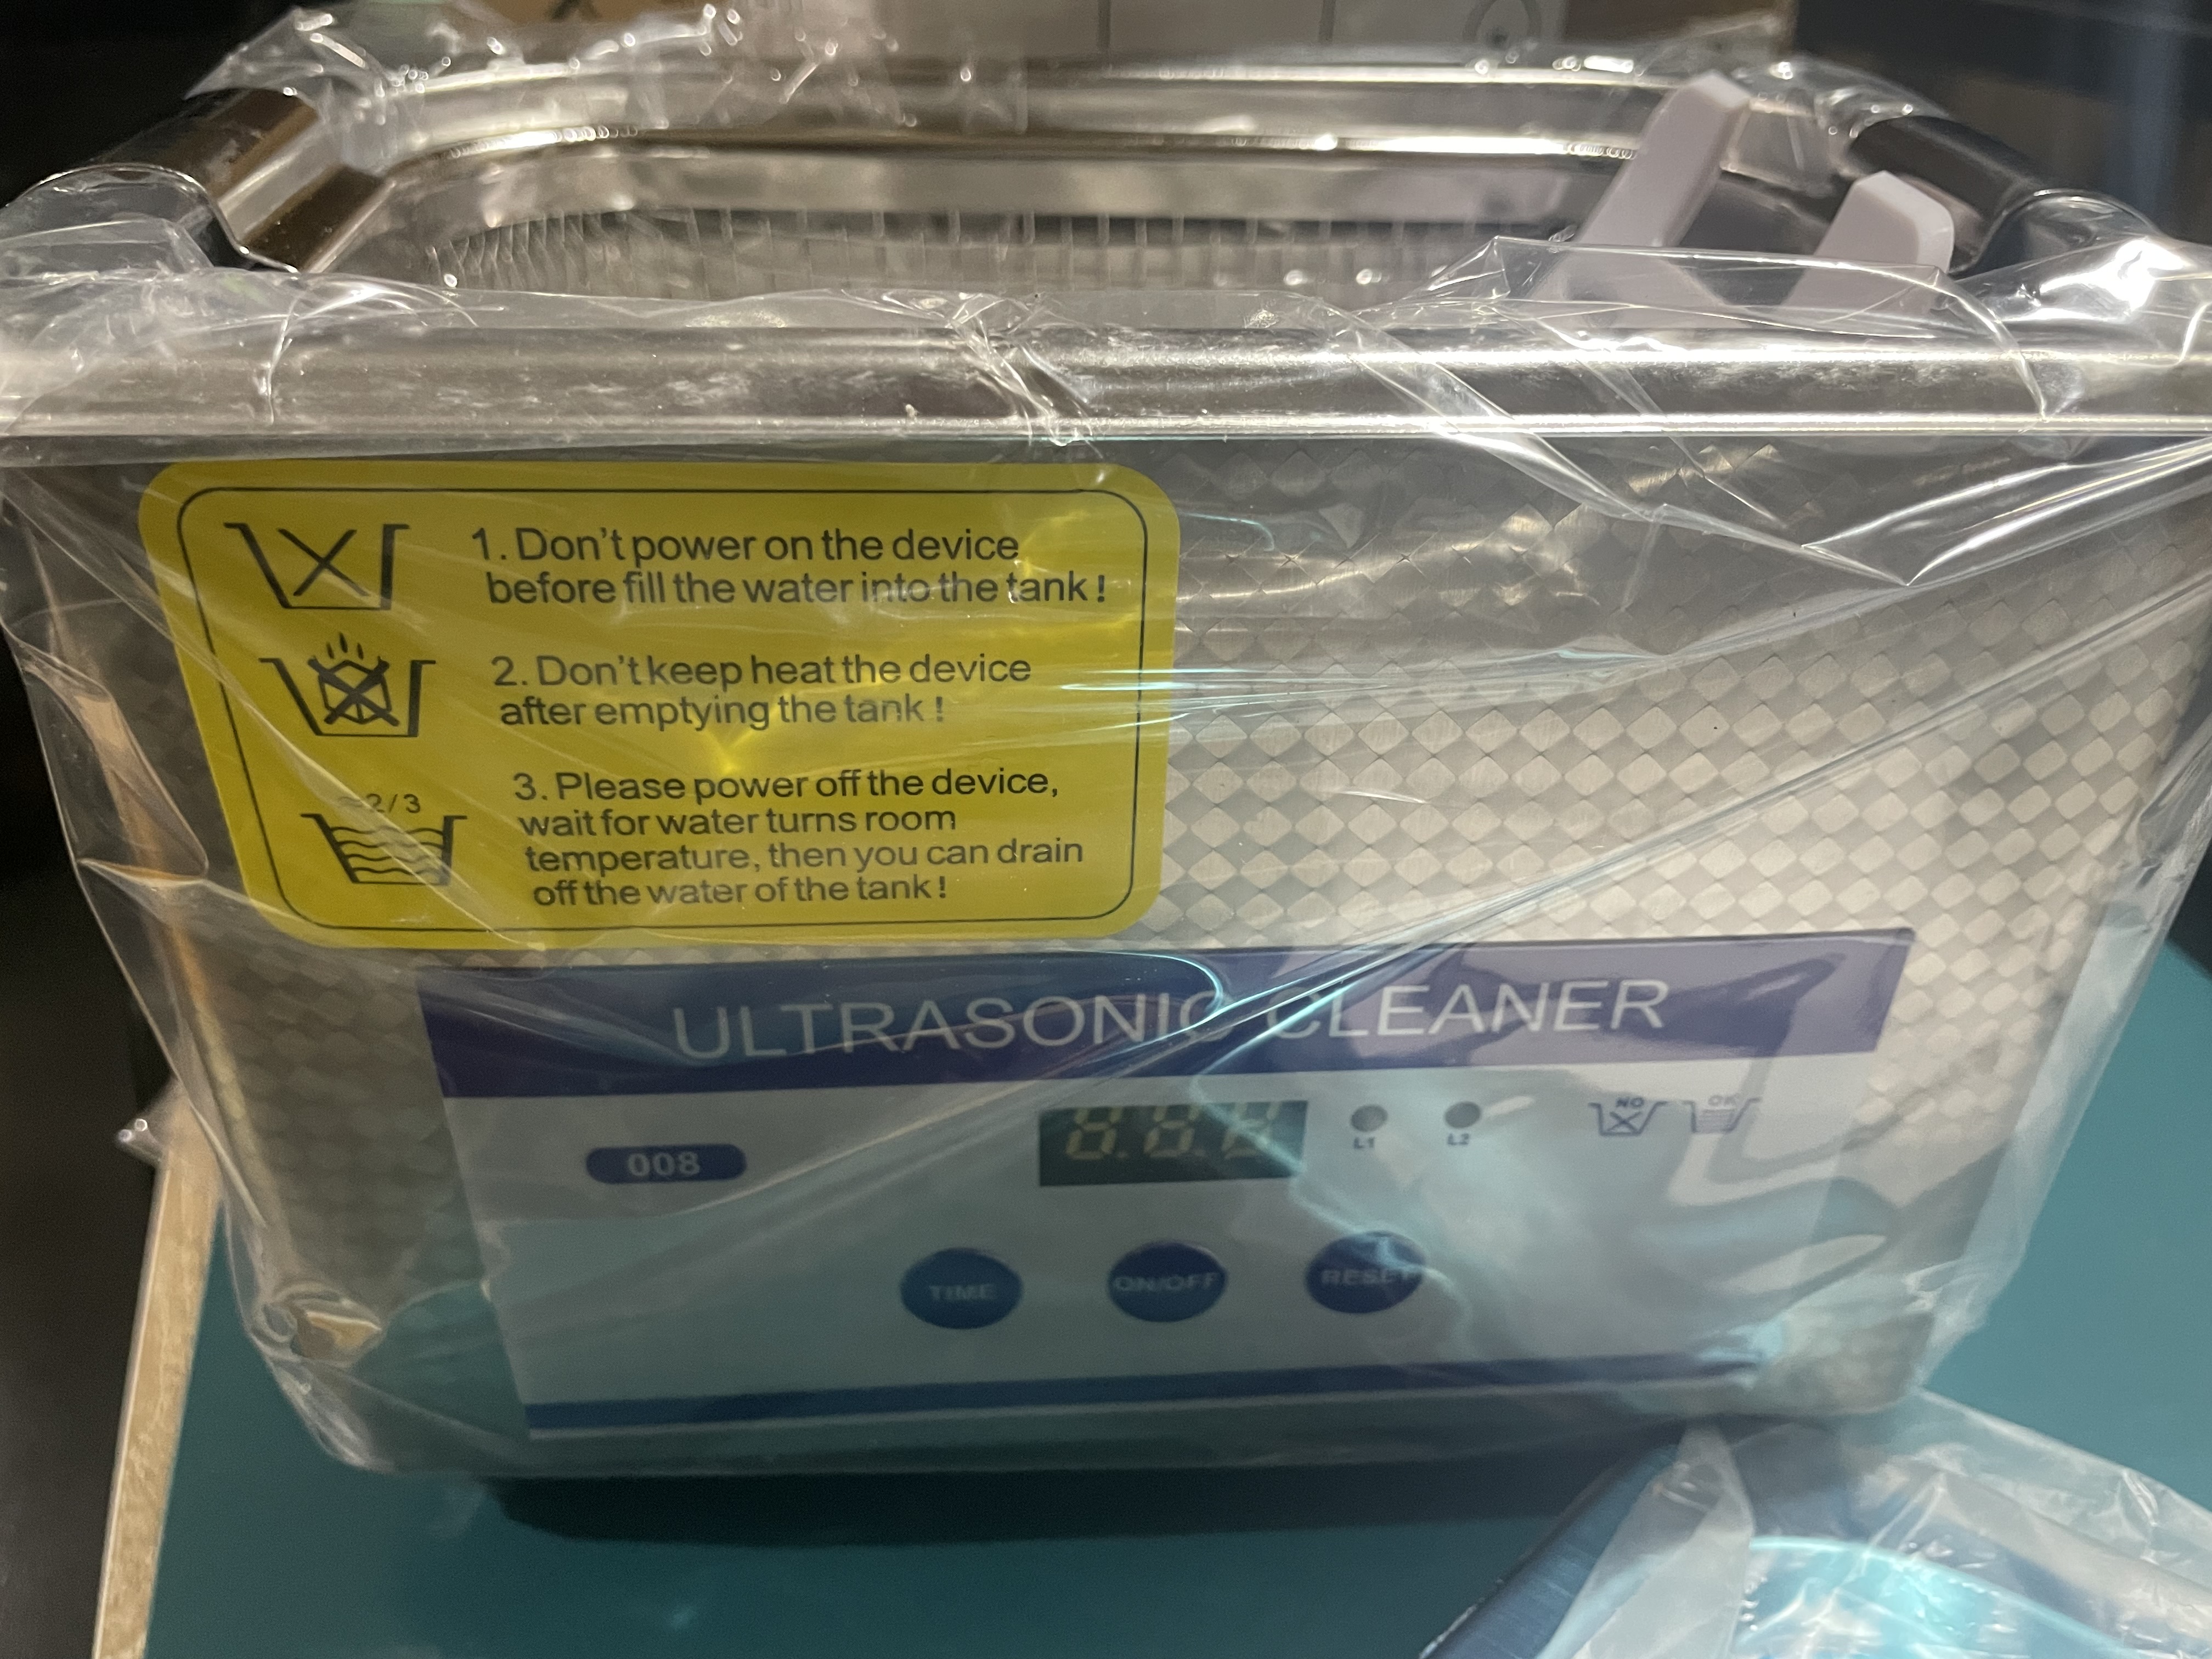 1. Don't power on the device
before fill the water into the tank !
2. Don't keep heat the device
after emptying the tank !
≈2/3
3. Please power off the device,
wait for water turns room
temperature, then you can drain
off the water of the tank !
ULTRASONIC CLEANER
008
8.8.8
L1
L2
NO
OK
TIME
ON/OFF
RESET